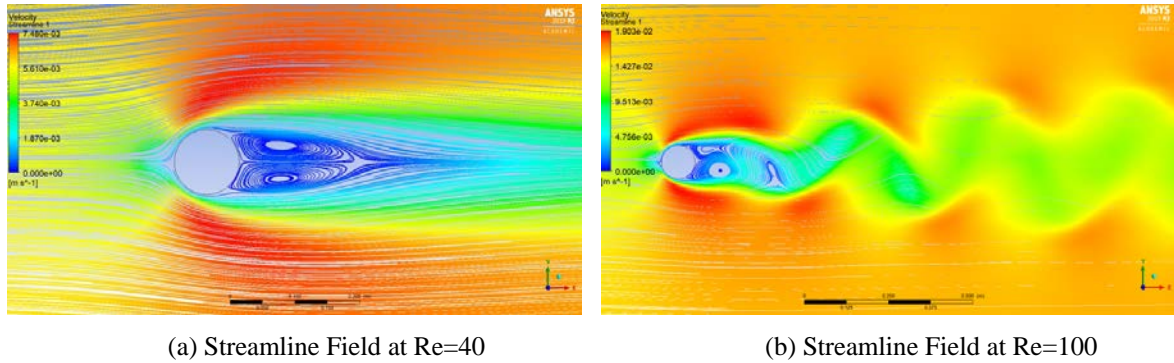 Velocity
Streamline 1
7.480e-03
5.610e-03
3.740e-03
1.870e-03
0.000e+00
[m s^-1]
ANSYS
Velocity
Streamline 1
1.903e-02
1.427e-02
9.513e-03
4.756e-03
0.000e+00
[m s^-1]
ANSYS
(a) Streamline Field at Re=40
(b) Streamline Field at Re=100